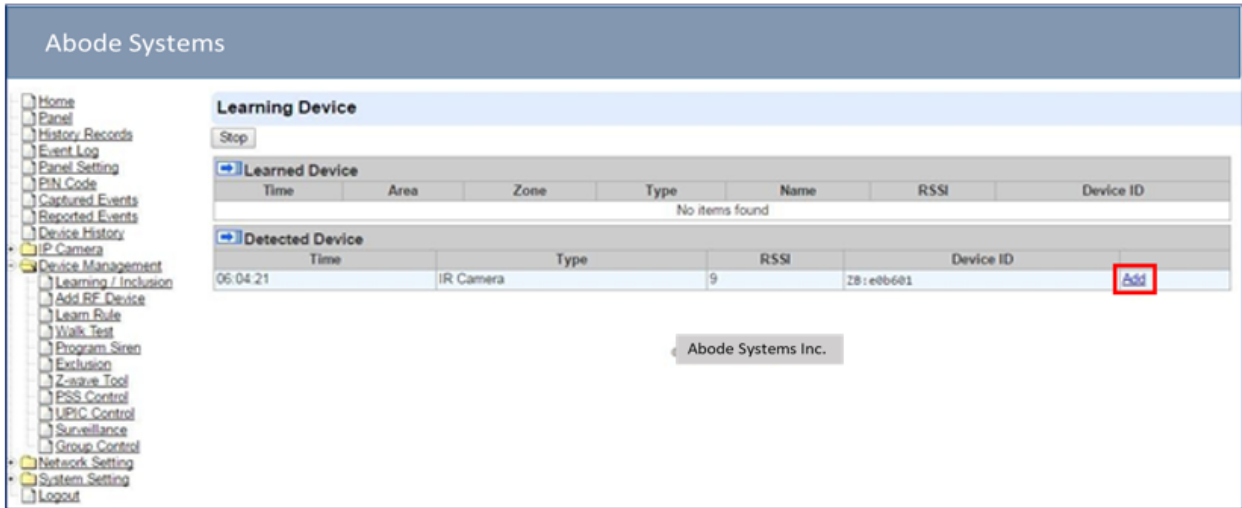 Abode Systems
Home
Panel
History Records
Event Log
Panel Setting
PIN Code
Captured Events
Reported Events
Device History
IP Camera
Device Management
Learning / Inclusion
Add RF Device
Learn Rule
Walk Test
Program Siren
Exclusion
Z-wave Tool
PSS Control
UPIC Control
Surveillance
Group Control
Network Setting
System Setting
Logout
Learning Device
Stop
Learned Device
Time Area Zone Type Name RSSI Device ID
No items found
Detected Device
Time Type RSSI Device ID
06:04:21 IR Camera 9 ZB:e0b601 Add
Abode Systems Inc.